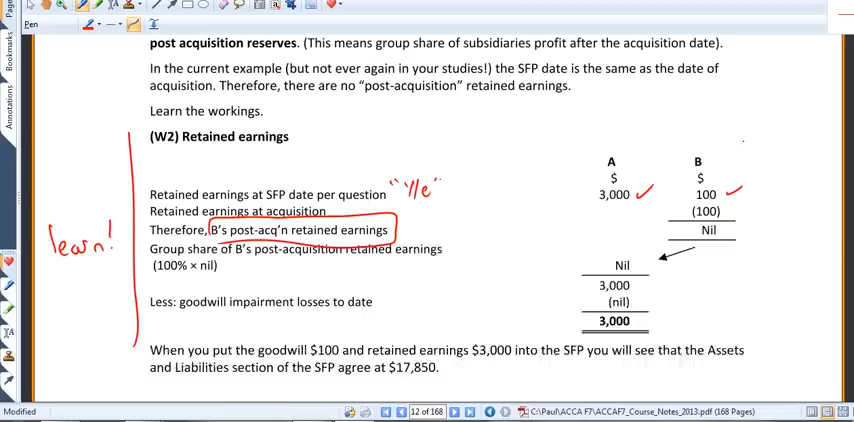 Pen
Pages
Bookmarks
Annotations
post acquisition reserves. (This means group share of subsidiaries profit after the acquisition date).
In the current example (but not ever again in your studies!) the SFP date is the same as the date of
acquisition. Therefore, there are no “post-acquisition” retained earnings.
Learn the workings.
(W2) Retained earnings
A B
$ $
Retained earnings at SFP date per question "Y/e" 3,000 100
Retained earnings at acquisition (100)
Therefore, B’s post-acq’n retained earnings Nil
learn!
Group share of B’s post-acquisition retained earnings
(100% × nil) Nil
3,000
Less: goodwill impairment losses to date (nil)
3,000
When you put the goodwill $100 and retained earnings $3,000 into the SFP you will see that the Assets
and Liabilities section of the SFP agree at $17,850.
Modified 12 of 168 C:\Paul\ACCA F7\ACCAF7_Course_Notes_2013.pdf (168 Pages)